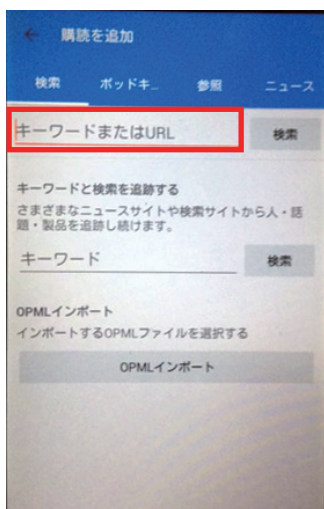 ← 購読を追加
検索 ポッドキ... 参照 ニュース
キーワードまたはURL 検索
キーワードと検索を追跡する
さまざまなニュースサイトや検索サイトから人・話
題・製品を追跡し続けます。
キーワード 検索
OPMLインポート
インポートするOPMLファイルを選択する
OPMLインポート